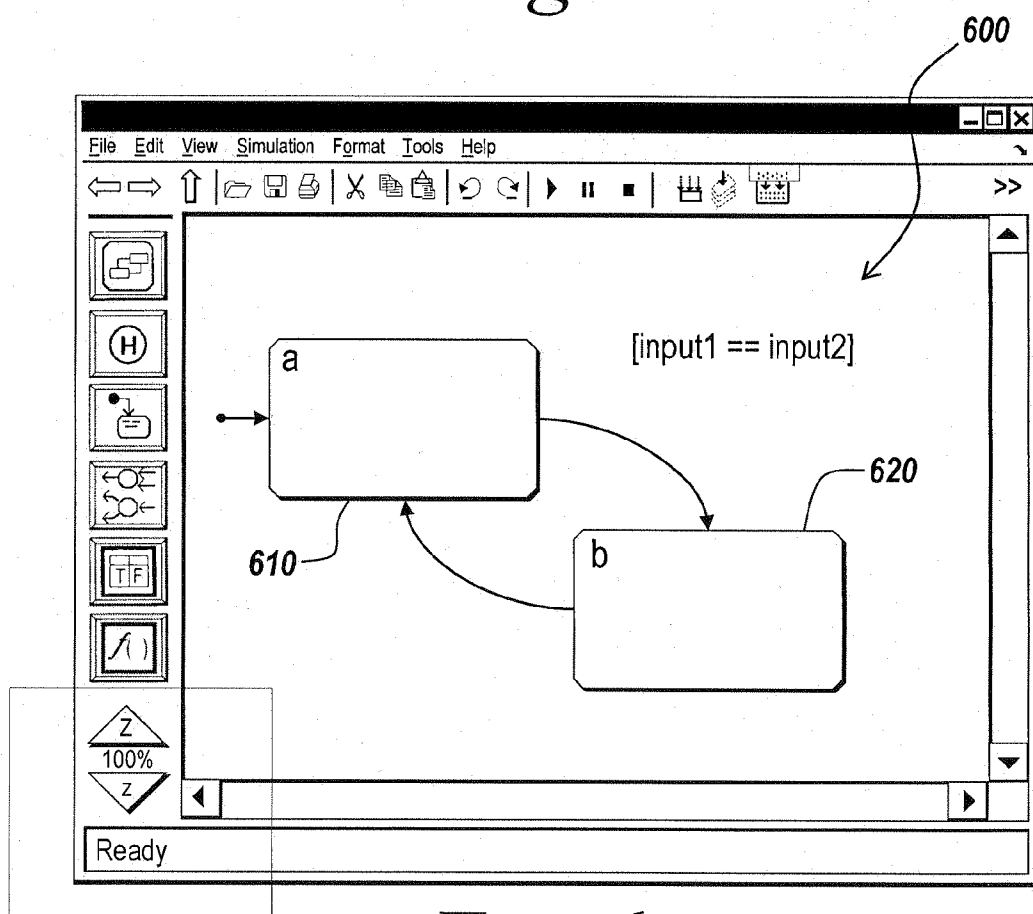 600
File Edit View Simulation Format Tools Help
>>
H
a
[input1 == input2]
620
610
b
T F
f( )
Z
100%
z
Ready